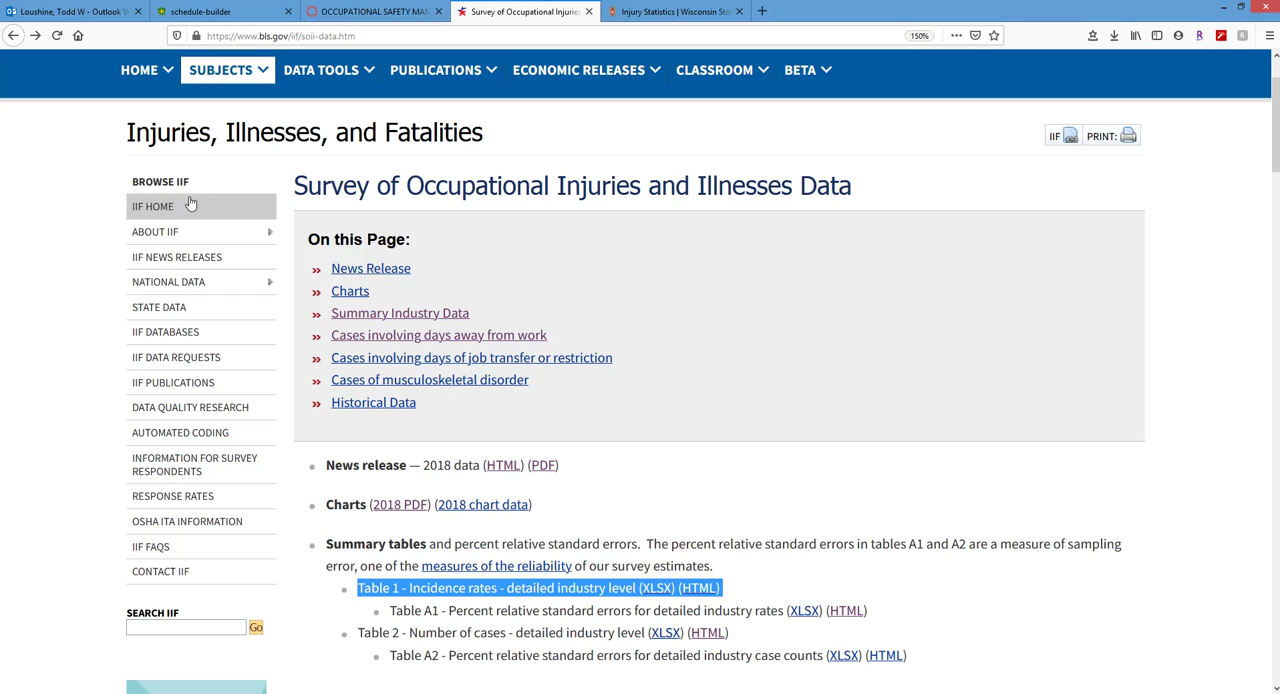 Loushine, Todd W - Outlook W
schedule-builder
OCCUPATIONAL SAFETY MAN
Survey of Occupational Injuries
Injury Statistics | Wisconsin Sta
https://www.bls.gov/iif/soii-data.htm
150%
HOME
SUBJECTS
DATA TOOLS
PUBLICATIONS
ECONOMIC RELEASES
CLASSROOM
BETA
Injuries, Illnesses, and Fatalities
IIF
PRINT:
BROWSE IIF
IIF HOME
ABOUT IIF
IIF NEWS RELEASES
NATIONAL DATA
STATE DATA
IIF DATABASES
IIF DATA REQUESTS
IIF PUBLICATIONS
DATA QUALITY RESEARCH
AUTOMATED CODING
INFORMATION FOR SURVEY
RESPONDENTS
RESPONSE RATES
OSHA ITA INFORMATION
IIF FAQS
CONTACT IIF
SEARCH IIF
Go
Survey of Occupational Injuries and Illnesses Data
On this Page:
» News Release
» Charts
» Summary Industry Data
» Cases involving days away from work
» Cases involving days of job transfer or restriction
» Cases of musculoskeletal disorder
» Historical Data
News release — 2018 data (HTML) (PDF)
Charts (2018 PDF) (2018 chart data)
Summary tables and percent relative standard errors. The percent relative standard errors in tables A1 and A2 are a measure of sampling
error, one of the measures of the reliability of our survey estimates.
Table 1 - Incidence rates - detailed industry level (XLSX) (HTML)
Table A1 - Percent relative standard errors for detailed industry rates (XLSX) (HTML)
Table 2 - Number of cases - detailed industry level (XLSX) (HTML)
Table A2 - Percent relative standard errors for detailed industry case counts (XLSX) (HTML)